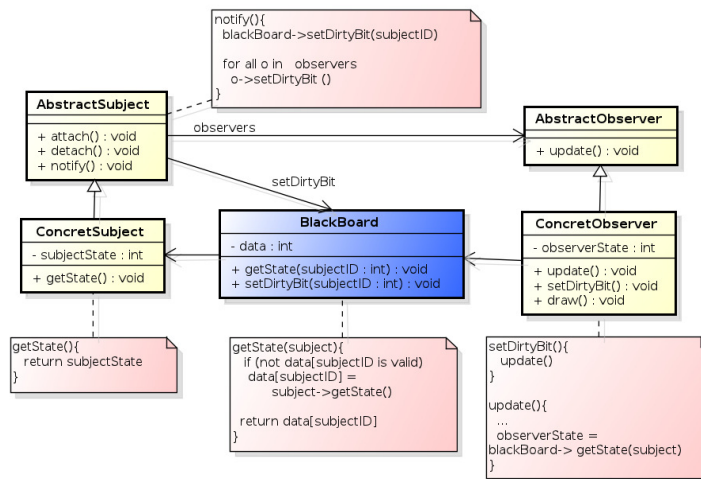 notify(){
blackBoard->setDirtyBit(subjectID)
for all o in observers
o->setDirtyBit ()
}
AbstractSubject
+ attach() : void
+ detach() : void
+ notify() : void
observers
AbstractObserver
+ update() : void
setDirtyBit
ConcretSubject
- subjectState : int
+ getState() : void
BlackBoard
- data : int
+ getState(subjectID : int) : void
+ setDirtyBit(subjectID : int) : void
ConcretObserver
- observerState : int
+ update() : void
+ setDirtyBit() : void
+ draw() : void
getState(){
return subjectState
}
getState(subject){
if (not data[subjectID is valid)
data[subjectID] =
subject->getState()
return data[subjectID]
}
setDirtyBit(){
update()
}
update(){
...
observerState =
blackBoard-> getState(subject)
}